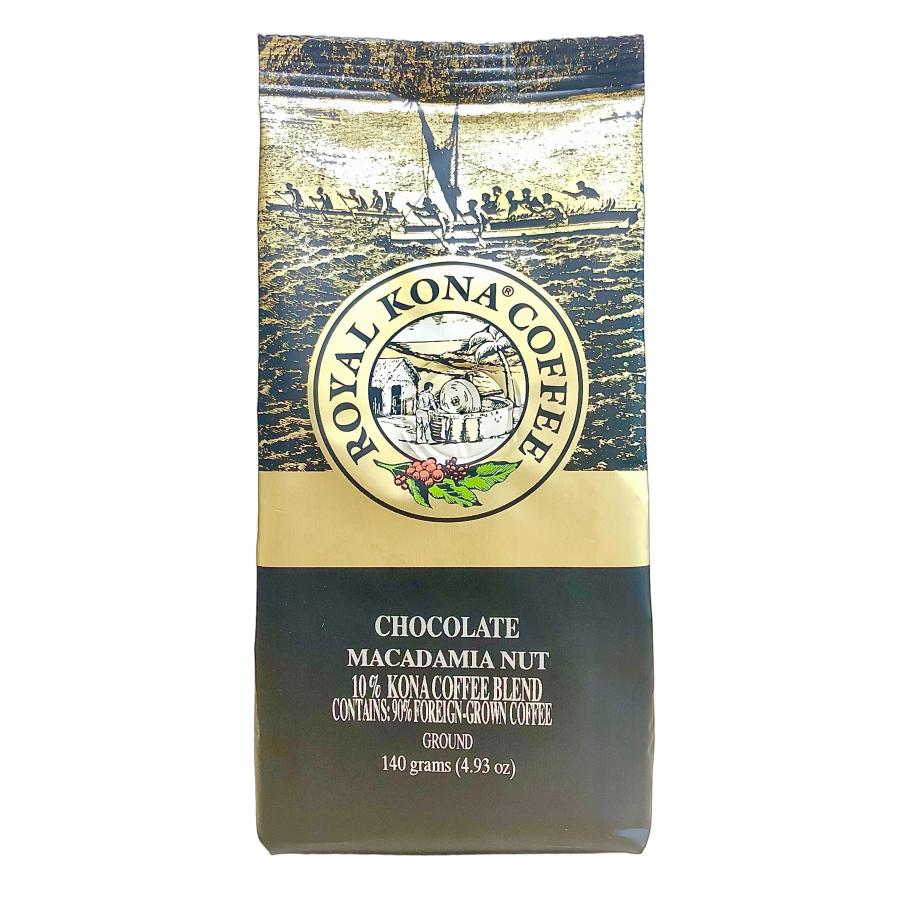 ROYAL KONA® COFFEE
CHOCOLATE
MACADAMIA NUT
10% KONA COFFEE BLEND
CONTAINS: 90% FOREIGN-GROWN COFFEE
GROUND
140 grams (4.93 oz)